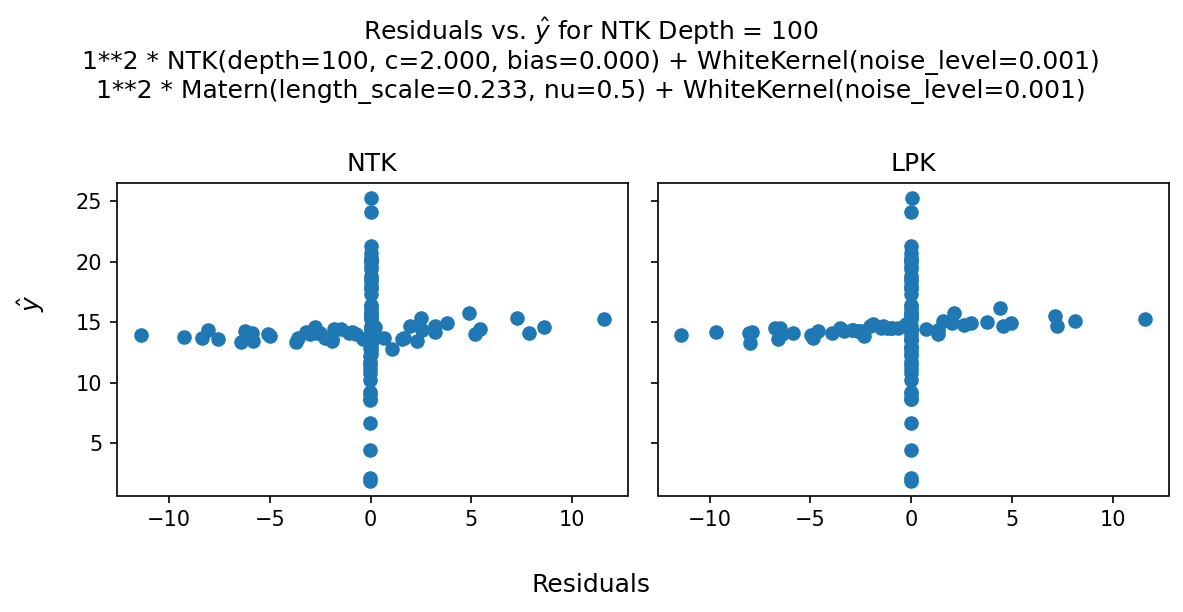 Residuals vs. ŷ for NTK Depth = 100
1**2 * NTK(depth=100, c=2.000, bias=0.000) + WhiteKernel(noise_level=0.001)
1**2 * Matern(length_scale=0.233, nu=0.5) + WhiteKernel(noise_level=0.001)
NTK
LPK
25
20
15
10
5
ŷ
−10 −5 0 5 10
−10 −5 0 5 10
Residuals